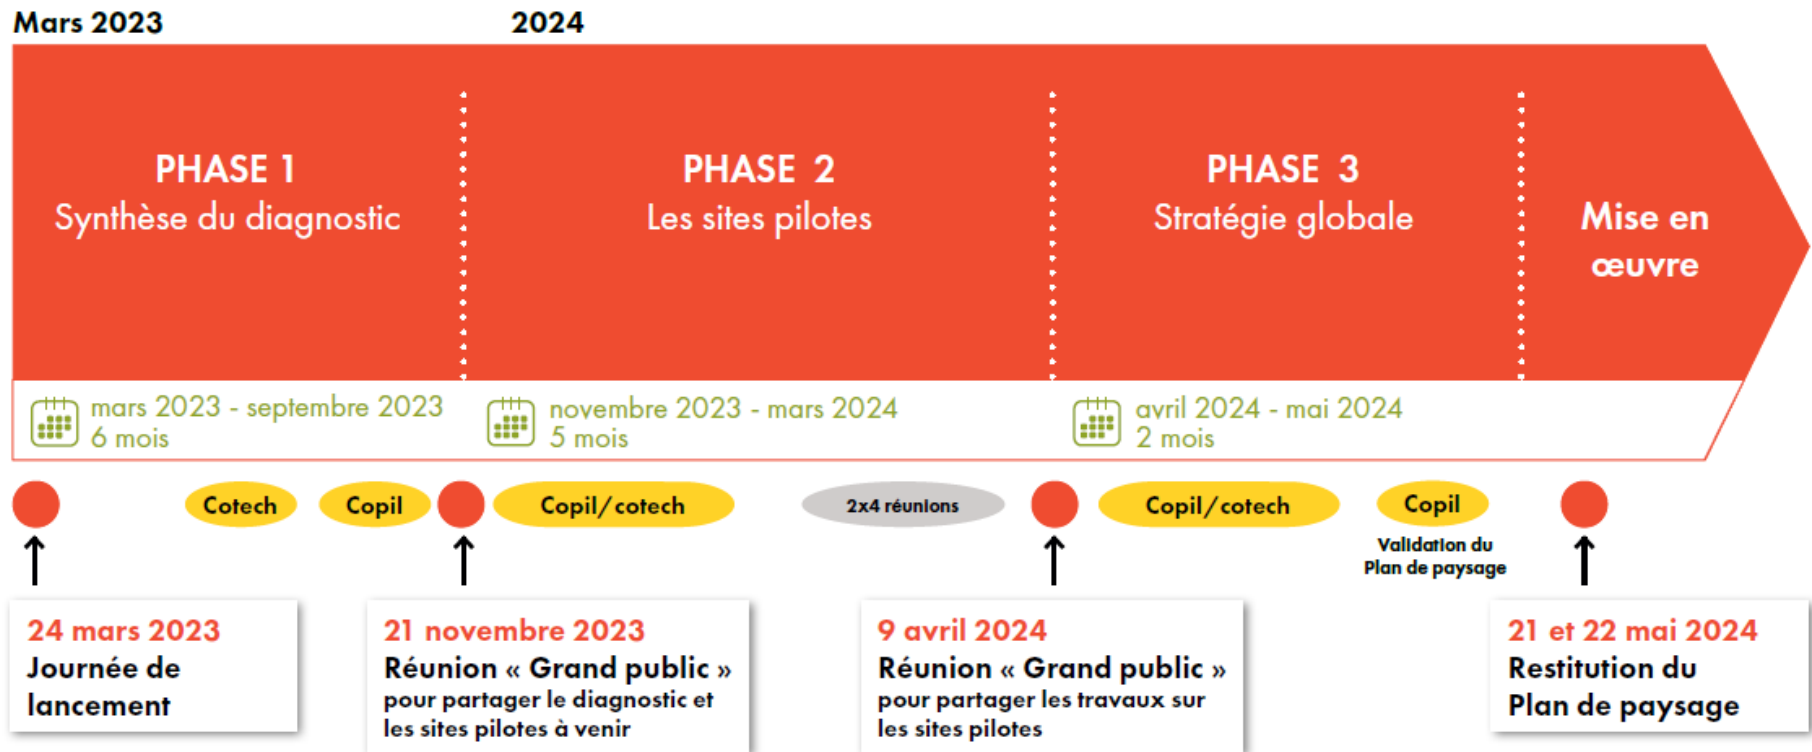 Mars 2023
2024
PHASE 1
Synthèse du diagnostic
PHASE 2
Les sites pilotes
PHASE 3
Stratégie globale
Mise en
œuvre
mars 2023 - septembre 2023
6 mois
novembre 2023 - mars 2024
5 mois
avril 2024 - mai 2024
2 mois
Cotech
Copil
Copil/cotech
2x4 réunions
Copil/cotech
Copil
Validation du
Plan de paysage
24 mars 2023
Journée de
lancement
21 novembre 2023
Réunion « Grand public »
pour partager le diagnostic et
les sites pilotes à venir
9 avril 2024
Réunion « Grand public »
pour partager les travaux sur
les sites pilotes
21 et 22 mai 2024
Restitution du
Plan de paysage